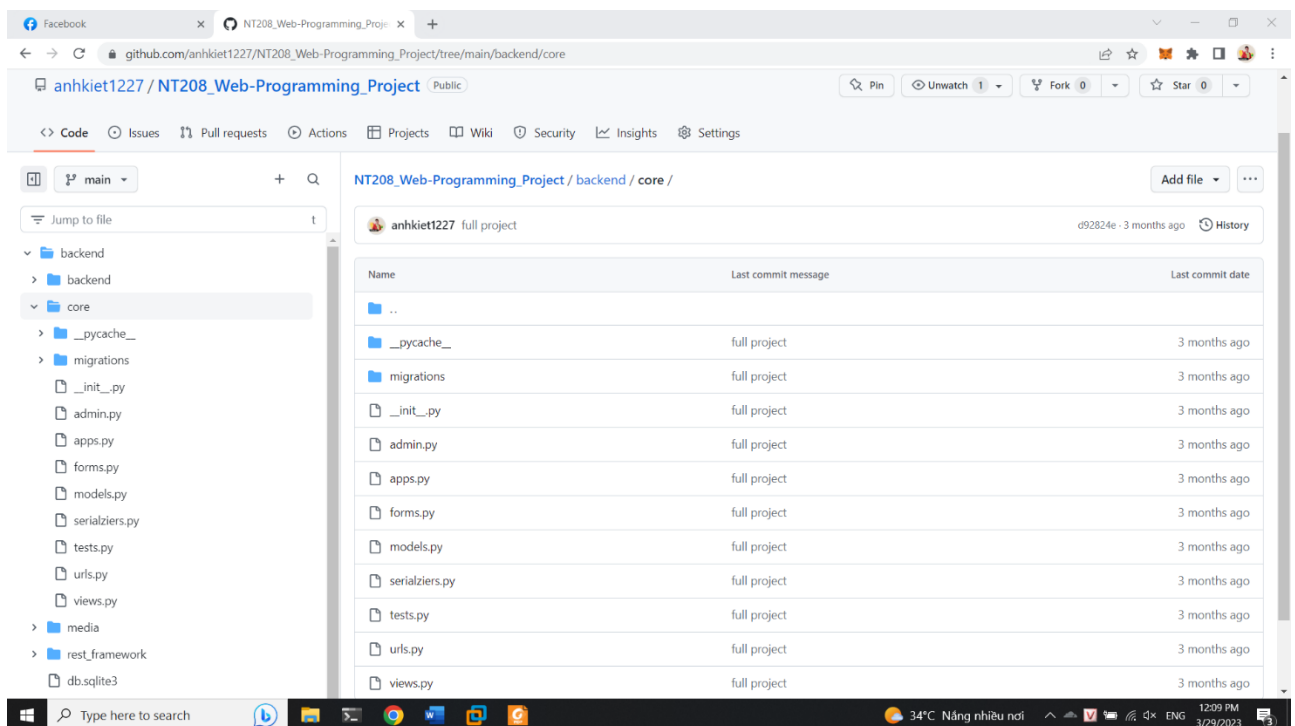 Facebook
NT208_Web-Programming_Proje
github.com/anhkiet1227/NT208_Web-Programming_Project/tree/main/backend/core
anhkiet1227 / NT208_Web-Programming_Project Public
Pin Unwatch 1 Fork 0 Star 0
<> Code Issues Pull requests Actions Projects Wiki Security Insights Settings
main
NT208_Web-Programming_Project / backend / core /
Add file
Jump to file t
anhkiet1227 full project d92824e · 3 months ago History
backend
backend
core
__pycache__
migrations
__init__.py
admin.py
apps.py
forms.py
models.py
serialziers.py
tests.py
urls.py
views.py
media
rest_framework
db.sqlite3
Name Last commit message Last commit date
..
__pycache__ full project 3 months ago
migrations full project 3 months ago
__init__.py full project 3 months ago
admin.py full project 3 months ago
apps.py full project 3 months ago
forms.py full project 3 months ago
models.py full project 3 months ago
serialziers.py full project 3 months ago
tests.py full project 3 months ago
urls.py full project 3 months ago
views.py full project 3 months ago
Type here to search
34°C Nắng nhiều nơi
ENG
12:09 PM
3/29/2023